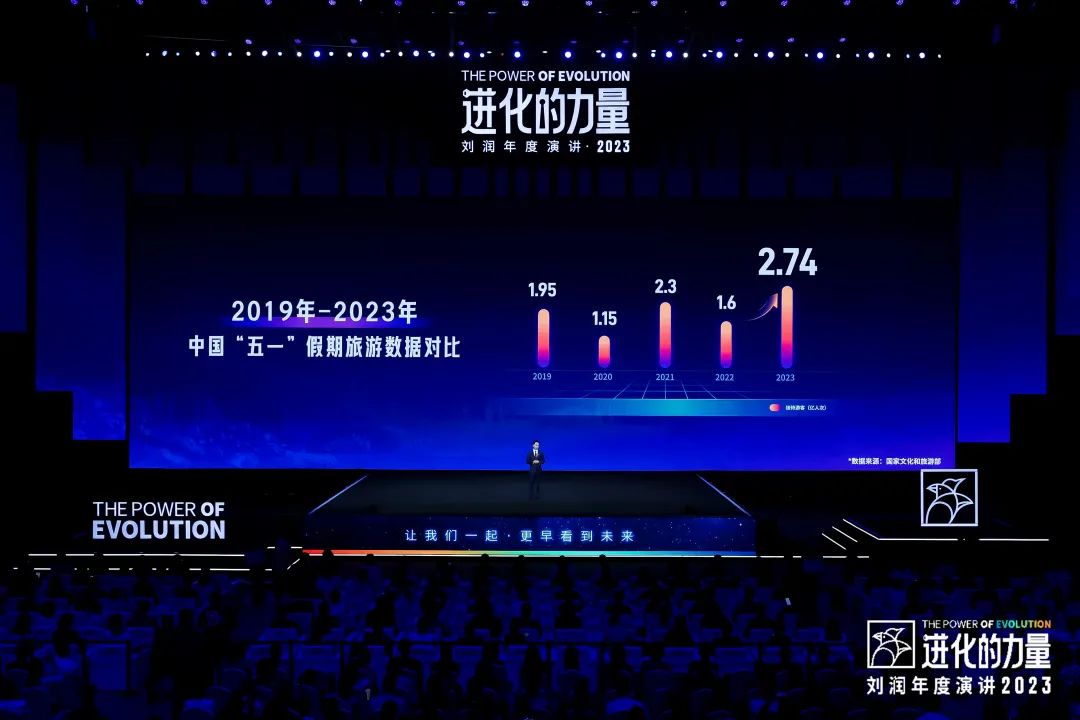 THE POWER OF EVOLUTION
进化的力量
刘润年度演讲·2023
2019年-2023年
中国“五一”假期旅游数据对比
1.95
1.15
2.3
1.6
2.74
2019
2020
2021
2022
2023
接待游客（亿人次）
*数据来源：国家文化和旅游部
THE POWER OF
EVOLUTION
让我们一起·更早看到未来
THE POWER OF EVOLUTION
进化的力量
刘润年度演讲2023